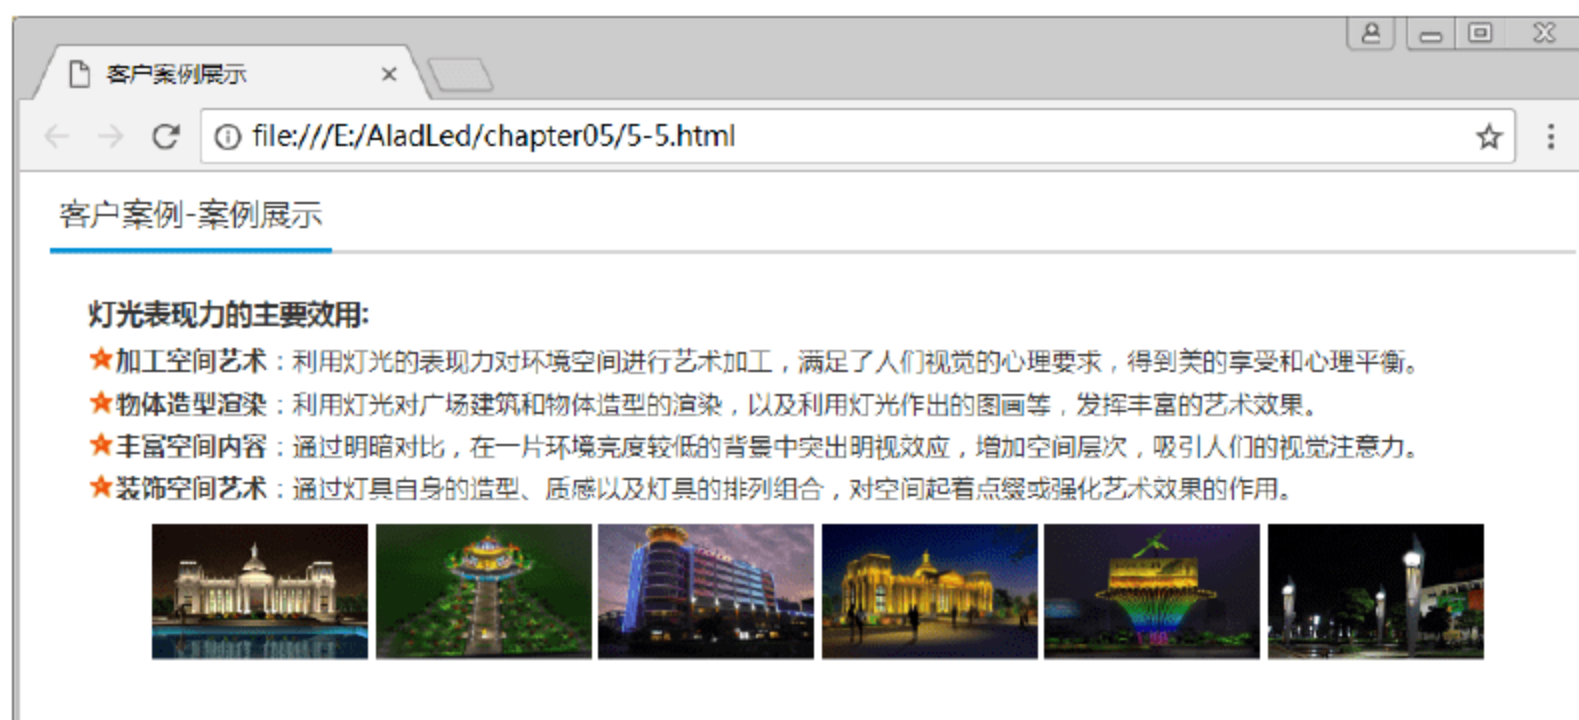 客户案例展示
file:///E:/AladLed/chapter05/5-5.html
客户案例-案例展示
灯光表现力的主要效用:
加工空间艺术：利用灯光的表现力对环境空间进行艺术加工，满足了人们视觉的心理要求，得到美的享受和心理平衡。
物体造型渲染：利用灯光对广场建筑和物体造型的渲染，以及利用灯光作出的图画等，发挥丰富的艺术效果。
丰富空间内容：通过明暗对比，在一片环境亮度较低的背景中突出明视效应，增加空间层次，吸引人们的视觉注意力。
装饰空间艺术：通过灯具自身的造型、质感以及灯具的排列组合，对空间起着点缀或强化艺术效果的作用。